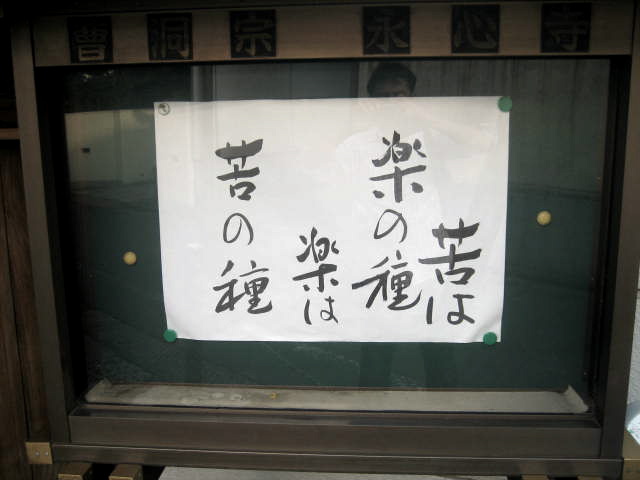 曹洞宗 永心寺
苦は
楽の種
楽は
苦の種